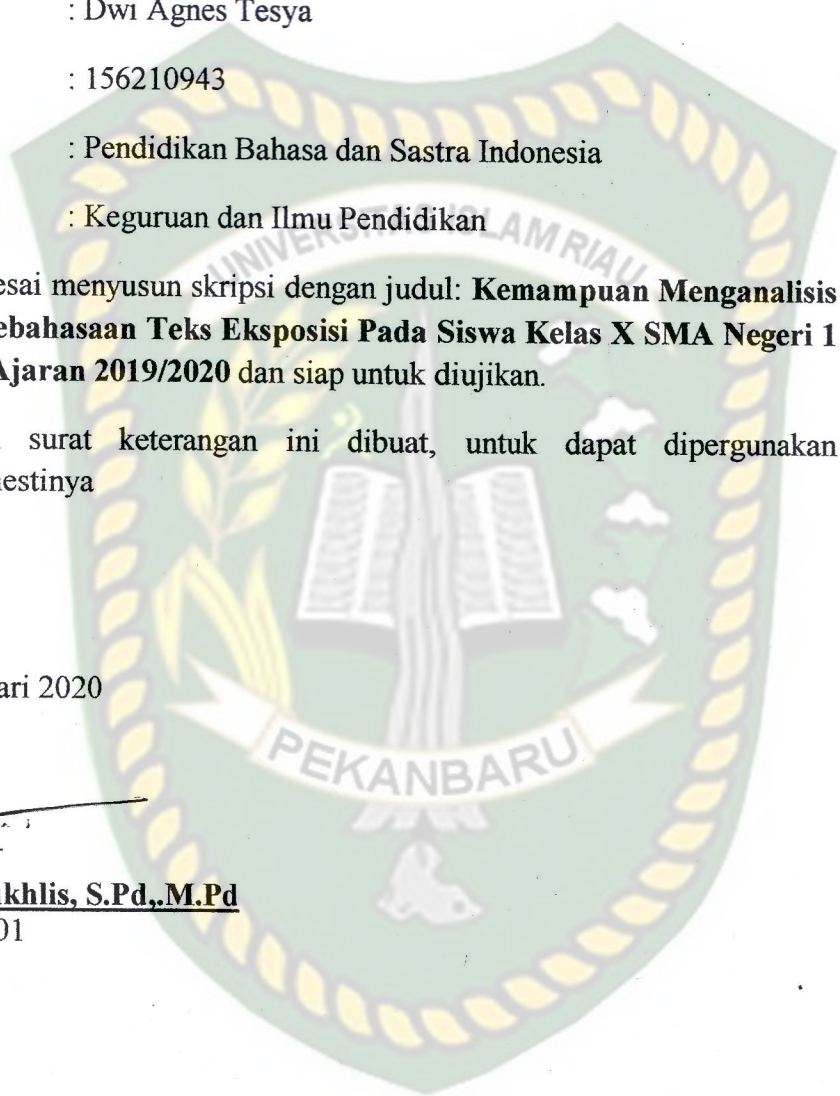 : Dwi Agnes Tesya
: 156210943
: Pendidikan Bahasa dan Sastra Indonesia
: Keguruan dan Ilmu Pendidikan
UNIVERSITAS ISLAM RIAU
esai menyusun skripsi dengan judul: Kemampuan Menganalisis
ebahasaan Teks Eksposisi Pada Siswa Kelas X SMA Negeri 1
Ajaran 2019/2020 dan siap untuk diujikan.
surat keterangan ini dibuat, untuk dapat dipergunakan
nestinya
ari 2020
PEKANBARU
khlis, S.Pd,.M.Pd
01